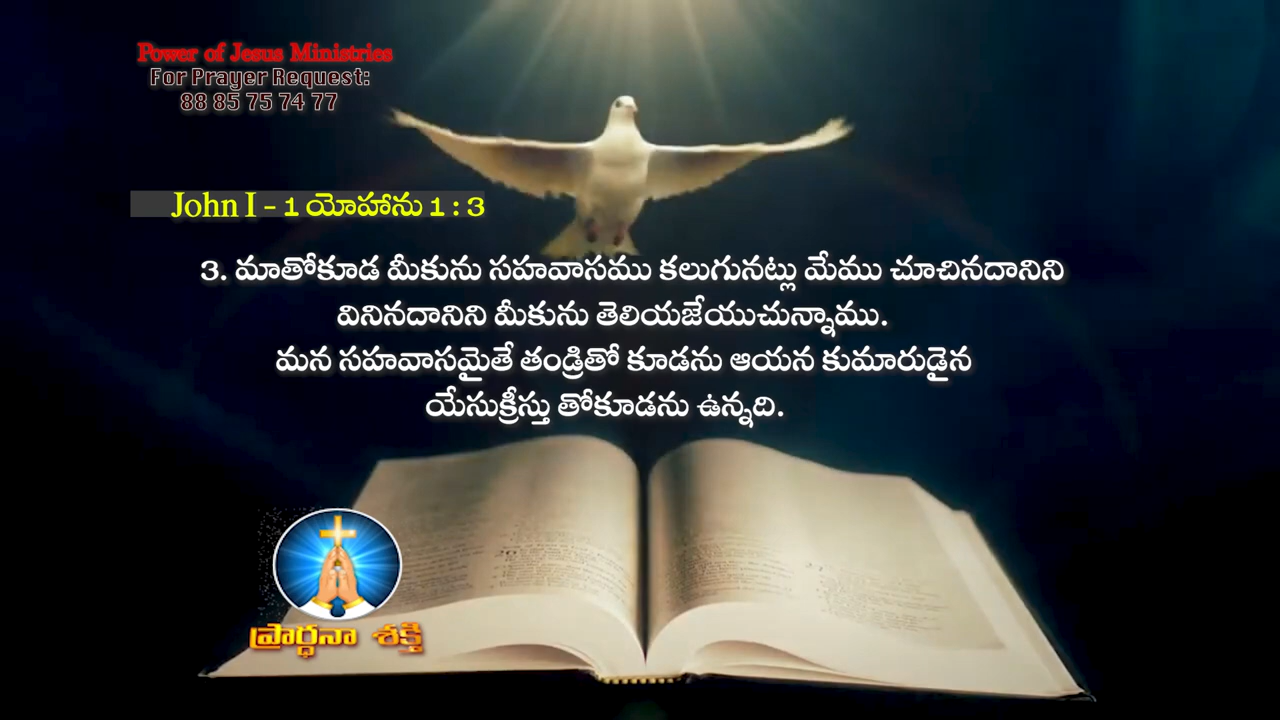 Power of Jesus Ministries
For Prayer Request:
88 85 75 74 77
John I - 1 యోహాను 1 : 3
3. మాతోకూడ మీకును సహవాసము కలుగునట్లు మేము చూచినదానిని
వినినదానిని మీకును తెలియజేయుచున్నాము.
మన సహవాసమైతే తండ్రితో కూడను ఆయన కుమారుడైన
యేసుక్రీస్తు తోకూడను ఉన్నది.
ప్రార్ధనా శక్తి